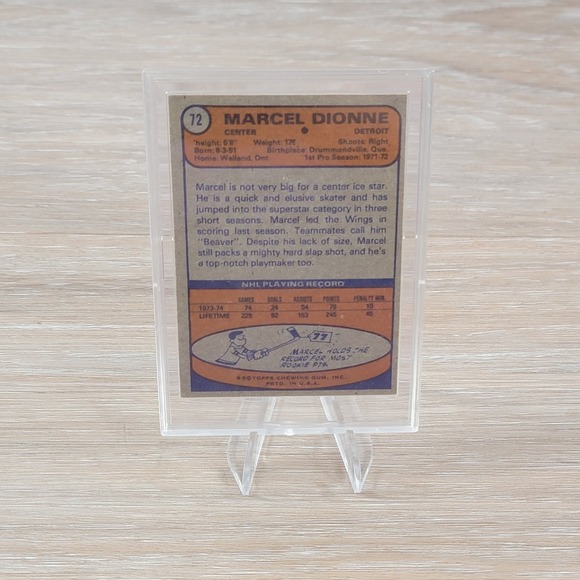 72 MARCEL DIONNE
CENTER DETROIT
Height: 5'8" Weight: 175 Shoots: Right
Born: 8-3-51 Birthplace: Drummondville, Que.
Home: Welland, Ont 1st Pro Season: 1971-72
Marcel is not very big for a center ice star.
He is a quick and elusive skater and has
jumped into the superstar category in three
short seasons. Marcel led the Wings in
scoring last season. Teammates call him
"Beaver". Despite his lack of size, Marcel
still packs a mighty hard slap shot, and he's
a top-notch playmaker too.
NHL PLAYING RECORD
GAMES GOALS ASSISTS POINTS PENALTY MIN.
1973-74 74 24 54 78 10
LIFETIME 229 92 153 245 45
77
MARCEL HOLDS THE
RECORD FOR MOST
ROOKIE PTS.
©TOPPS CHEWING GUM, INC.
PRTD. IN U.S.A.